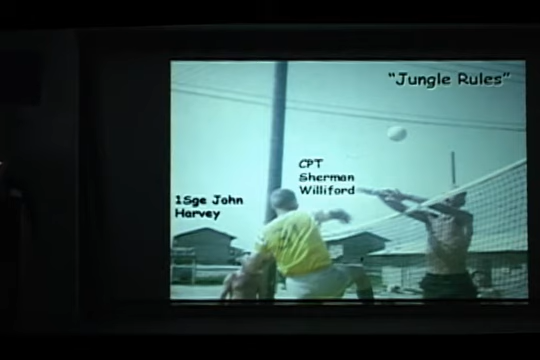 "Jungle Rules"
CPT
Sherman
Williford
1Sge John
Harvey